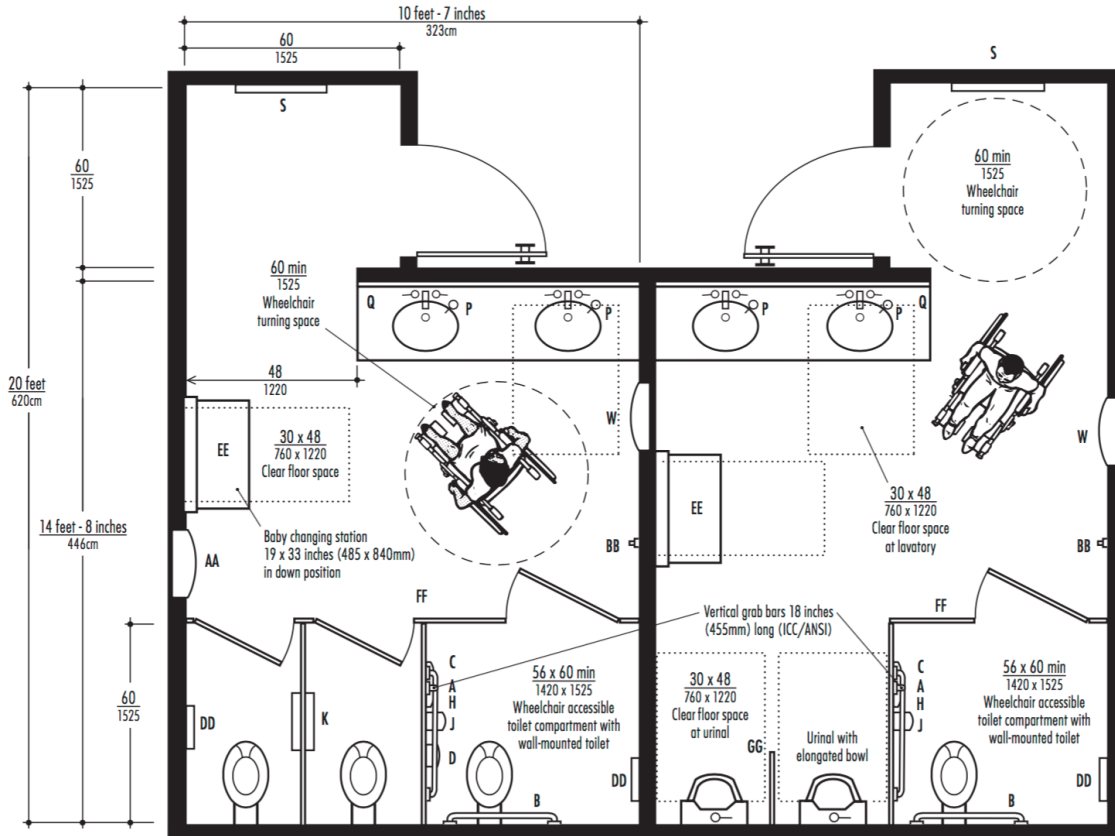 10 feet - 7 inches
323cm
60
1525
S
S
60
1525
60 min
1525
Wheelchair
turning space
60 min
1525
Wheelchair
turning space
Q
P
P
P
P
Q
20 feet
620cm
48
1220
W
W
EE
30 x 48
760 x 1220
Clear floor space
EE
30 x 48
760 x 1220
Clear floor space
at lavatory
14 feet - 8 inches
446cm
Baby changing station
19 x 33 inches (485 x 840mm)
in down position
AA
BB
BB
FF
FF
Vertical grab bars 18 inches
(455mm) long (ICC/ANSI)
60
1525
DD
K
C
A
H
J
D
56 x 60 min
1420 x 1525
Wheelchair accessible
toilet compartment with
wall-mounted toilet
DD
B
30 x 48
760 x 1220
Clear floor space
at urinal
GG
Urinal with
elongated bowl
C
A
H
J
56 x 60 min
1420 x 1525
Wheelchair accessible
toilet compartment with
wall-mounted toilet
DD
B